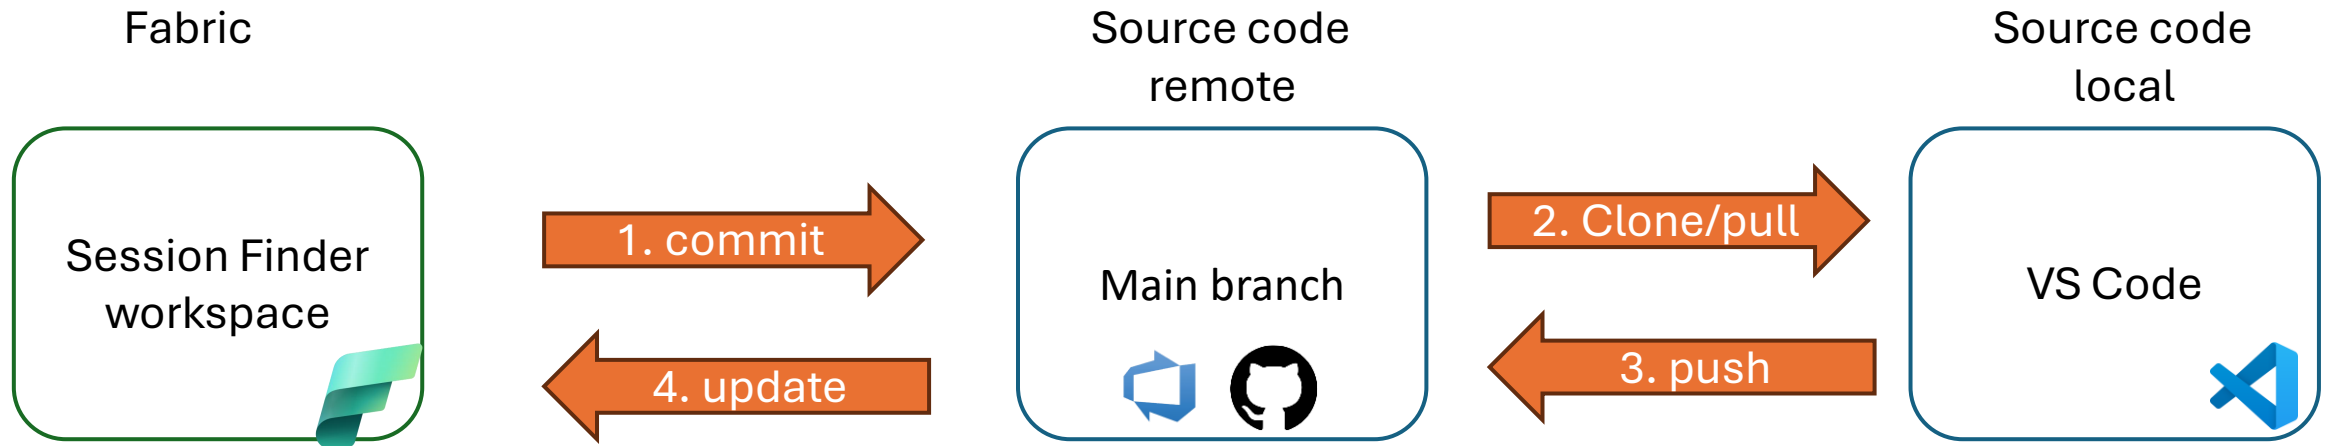 Fabric
Source code
remote
Source code
local
Session Finder
workspace
1. commit
4. update
Main branch
2. Clone/pull
3. push
VS Code